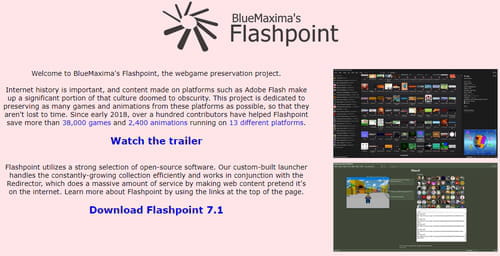 BlueMaxima's
Flashpoint
Welcome to BlueMaxima's Flashpoint, the webgame preservation project.
Internet history is important, and content made on platforms such as Adobe Flash make
up a significant portion of that culture doomed to obscurity. This project is dedicated to
preserving as many games and animations from these platforms as possible, so that they
aren't lost to time. Since early 2018, over a hundred contributors have helped Flashpoint
save more than 38,000 games and 2,400 animations running on 13 different platforms.
Watch the trailer
Flashpoint utilizes a strong selection of open-source software. Our custom-built launcher
handles the constantly-growing collection efficiently and works in conjunction with the
Redirector, which does a massive amount of service by making web content pretend it's
on the internet. Learn more about Flashpoint by using the links at the top of the page.
Download Flashpoint 7.1